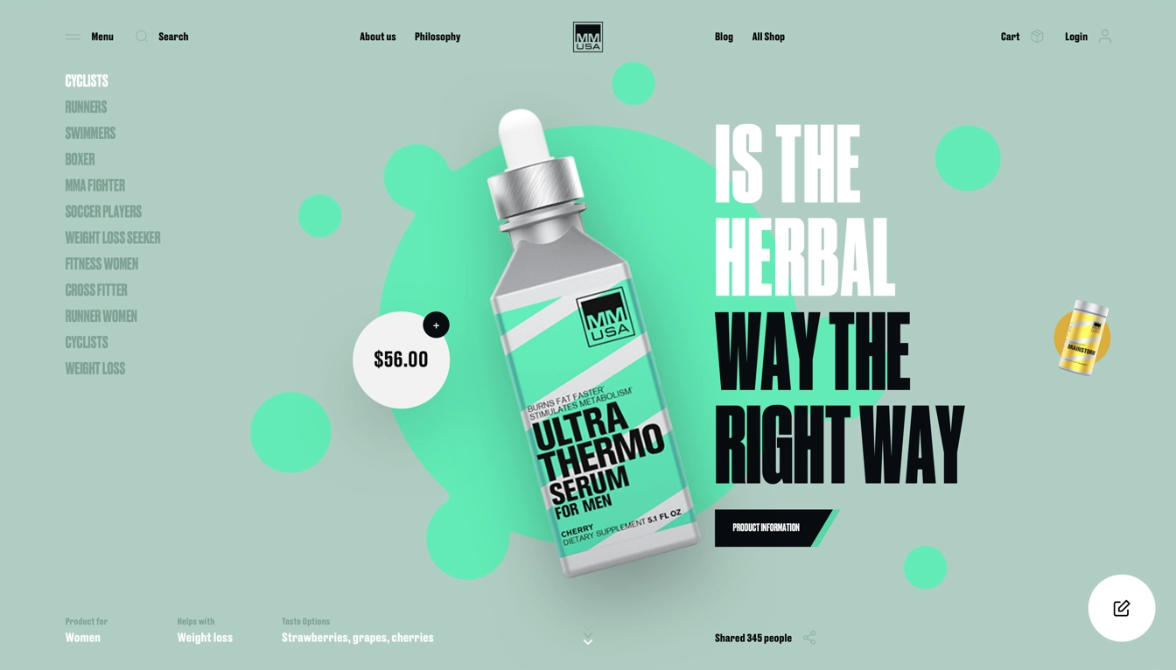 Menu
Search
About us
Philosophy
MM
USA
Blog
All Shop
Cart
Login
CYCLISTS
RUNNERS
SWIMMERS
BOXER
MMA FIGHTER
SOCCER PLAYERS
WEIGHT LOSS SEEKER
FITNESS WOMEN
CROSS FITTER
RUNNER WOMEN
CYCLISTS
WEIGHT LOSS
$56.00
+
MM
USA
BURNS FAT FASTER
STIMULATES METABOLISM
ULTRA
THERMO
SERUM
FOR MEN
CHERRY
DIETARY SUPPLEMENT 5.1 FL OZ
IS THE
HERBAL
WAY THE
RIGHT WAY
PRODUCT INFORMATION
BRAINSTORM
Product for
Women
Helps with
Weight loss
Taste Options
Strawberries, grapes, cherries
Shared 345 people